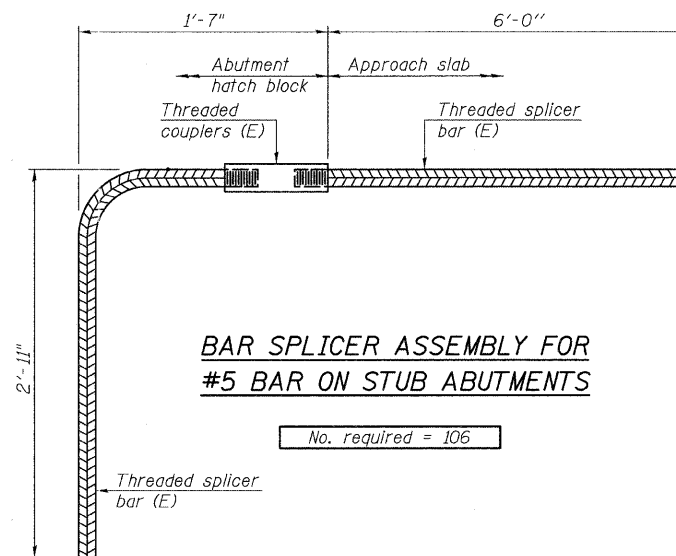 1'-7"
6'-0"
Abutment
hatch block
Approach slab
Threaded
couplers (E)
Threaded splicer
bar (E)
2'-11"
BAR SPLICER ASSEMBLY FOR
#5 BAR ON STUB ABUTMENTS
No. required = 106
Threaded splicer
bar (E)